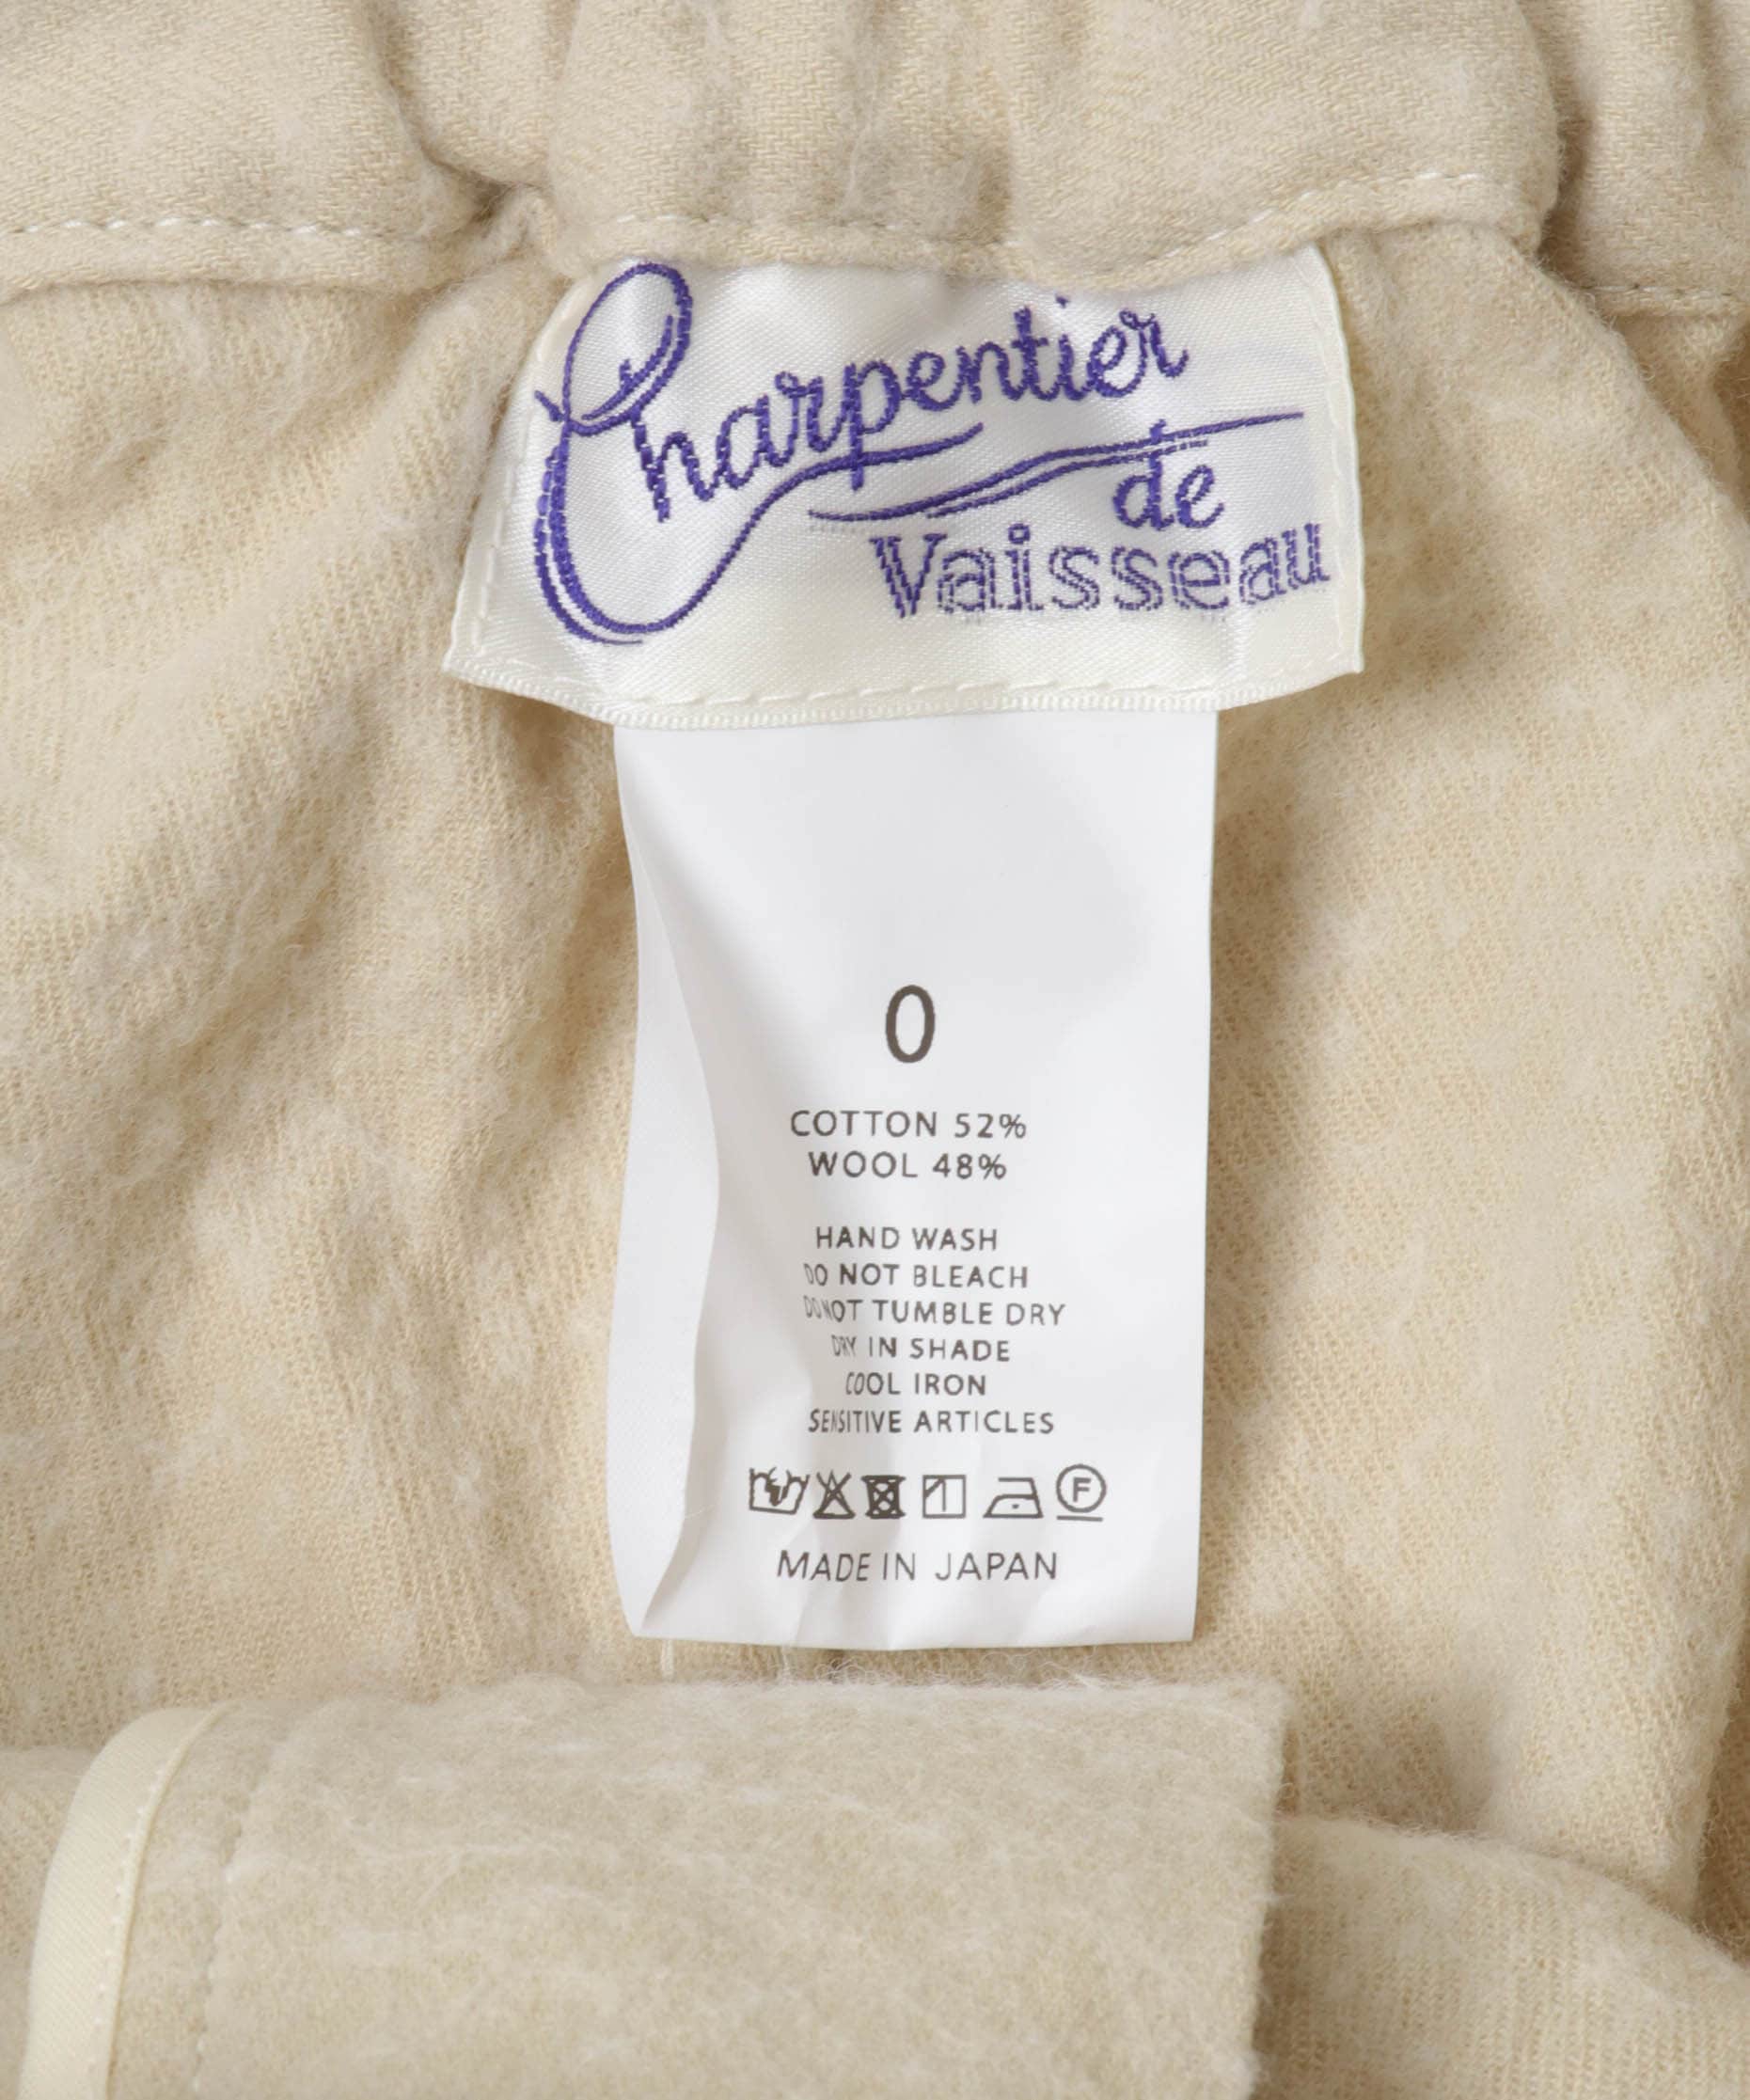 Charpentier
de
Vaisseau
0
COTTON 52%
WOOL 48%
HAND WASH
DO NOT BLEACH
DO NOT TUMBLE DRY
DRY IN SHADE
COOL IRON
SENSITIVE ARTICLES
F
MADE IN JAPAN